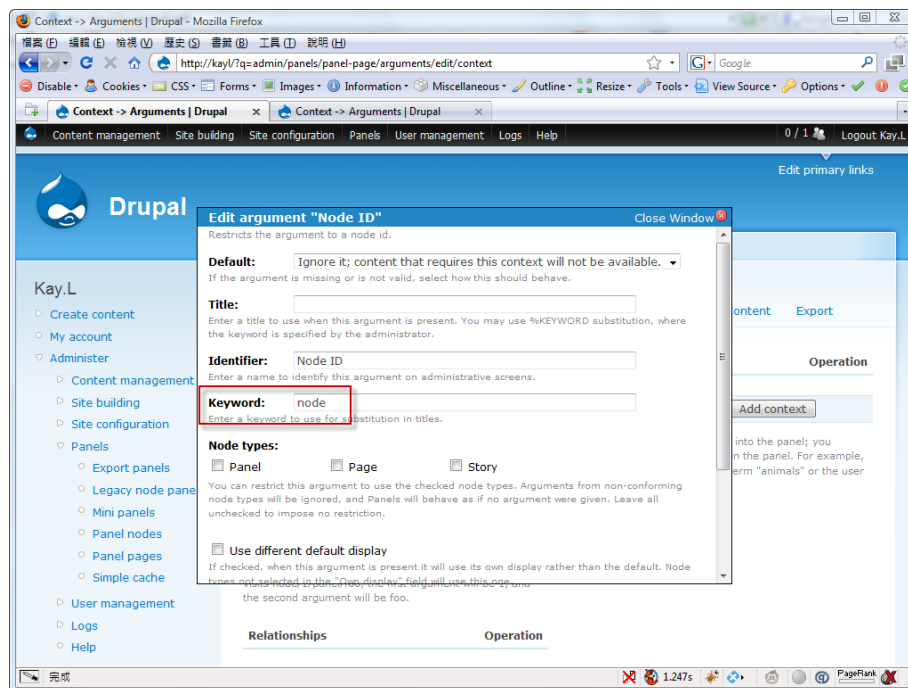 Context -> Arguments | Drupal - Mozilla Firefox
檔案(F) 編輯(E) 檢視(V) 歷史(S) 書籤(B) 工具(T) 說明(H)
http://kayl/?q=admin/panels/panel-page/arguments/edit/context
G Google
Disable Cookies CSS Forms Images Information Miscellaneous Outline Resize Tools View Source Options
Context -> Arguments | Drupal x Context -> Arguments | Drupal x
Content management Site building Site configuration Panels User management Logs Help 0 / 1 Logout Kay.L
Edit primary links
Drupal
Edit argument "Node ID" Close Window
Restricts the argument to a node id.
Default: Ignore it; content that requires this context will not be available.
If the argument is missing or is not valid, select how this should behave.
Title:
Enter a title to use when this argument is present. You may use %KEYWORD substitution, where
the keyword is specified by the administrator.
Identifier: Node ID
Enter a name to identify this argument on administrative screens.
Keyword: node
Enter a keyword to use for substitution in titles.
Node types:
Panel Page Story
You can restrict this argument to use the checked node types. Arguments from non-conforming
node types will be ignored, and Panels will behave as if no argument were given. Leave all
unchecked to impose no restriction.
Use different default display
If checked, when this argument is present it will use its own display rather than the default. Node
types not selected in the "Own display" field will use this one.
Kay.L
Create content
My account
Administer
Content management
Site building
Site configuration
Panels
Export panels
Legacy node pane
Mini panels
Panel nodes
Panel pages
Simple cache
User management
Logs
Help
ontent Export
Operation
Add context
into the panel; you
n the panel. For example,
erm "animals" or the user
the second argument will be foo.
Relationships Operation
完成 1.247s PageRank